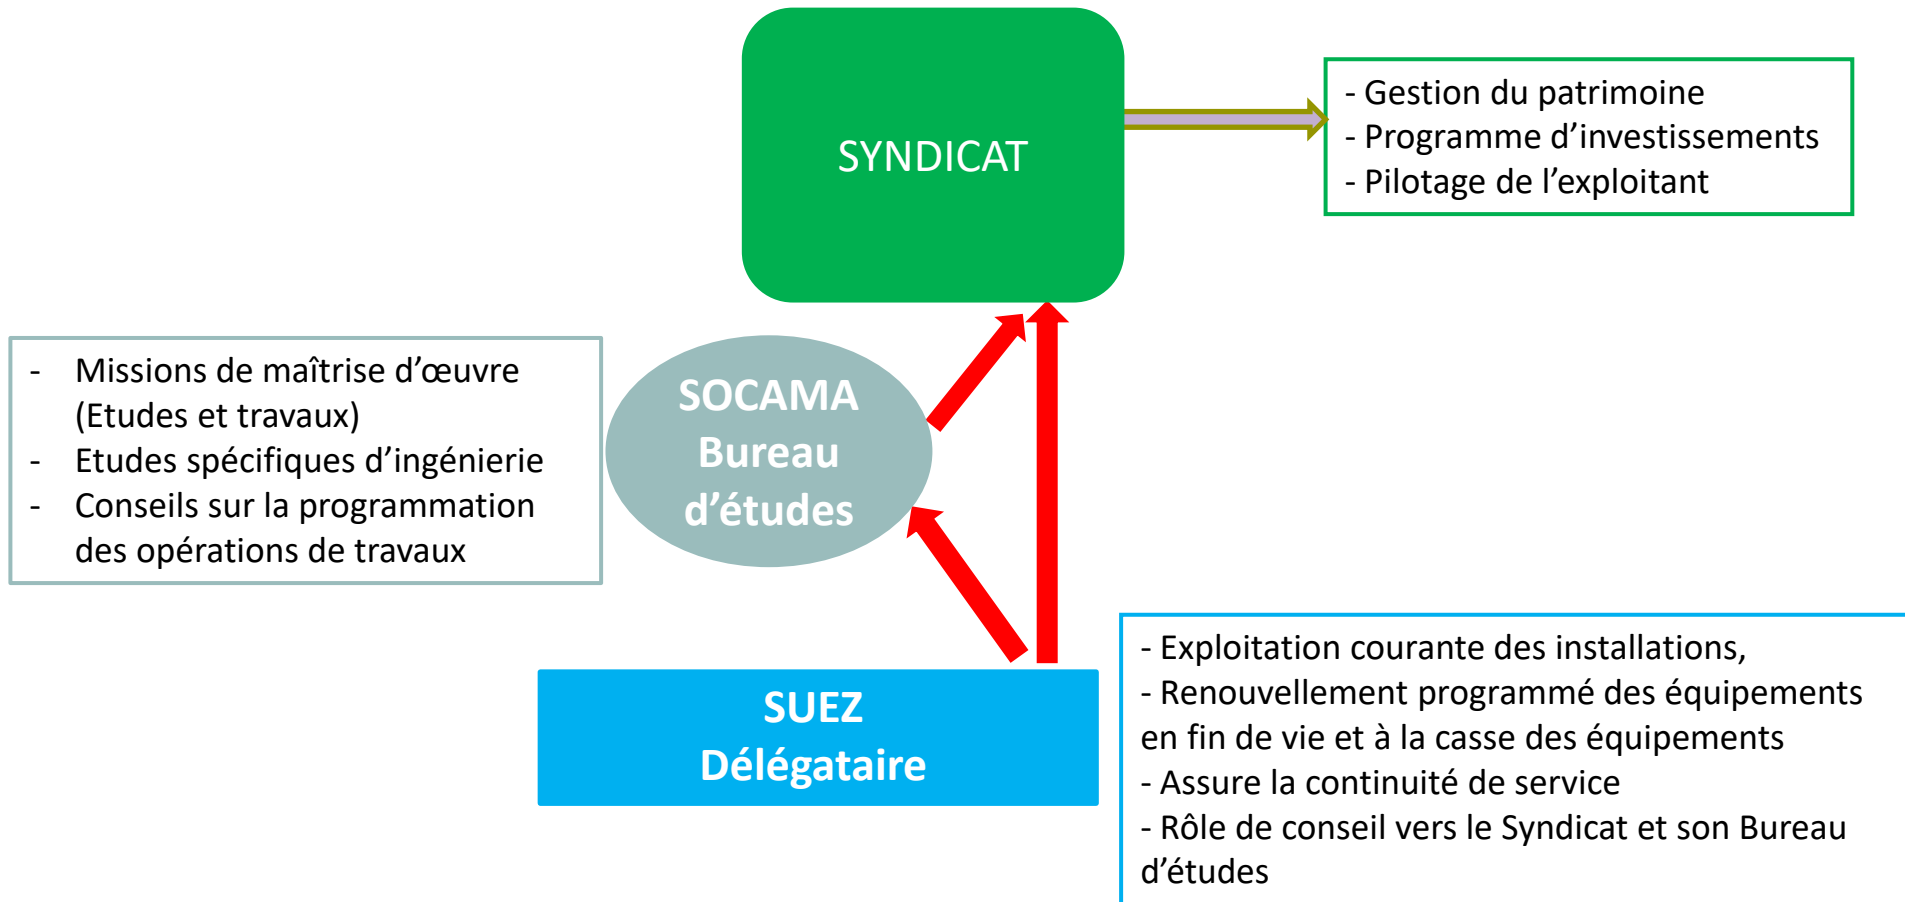 SYNDICAT
- Gestion du patrimoine
- Programme d’investissements
- Pilotage de l’exploitant
- Missions de maîtrise d’œuvre
(Etudes et travaux)
- Etudes spécifiques d’ingénierie
- Conseils sur la programmation
des opérations de travaux
SOCAMA
Bureau
d’études
SUEZ
Délégataire
- Exploitation courante des installations,
- Renouvellement programmé des équipements
en fin de vie et à la casse des équipements
- Assure la continuité de service
- Rôle de conseil vers le Syndicat et son Bureau
d’études